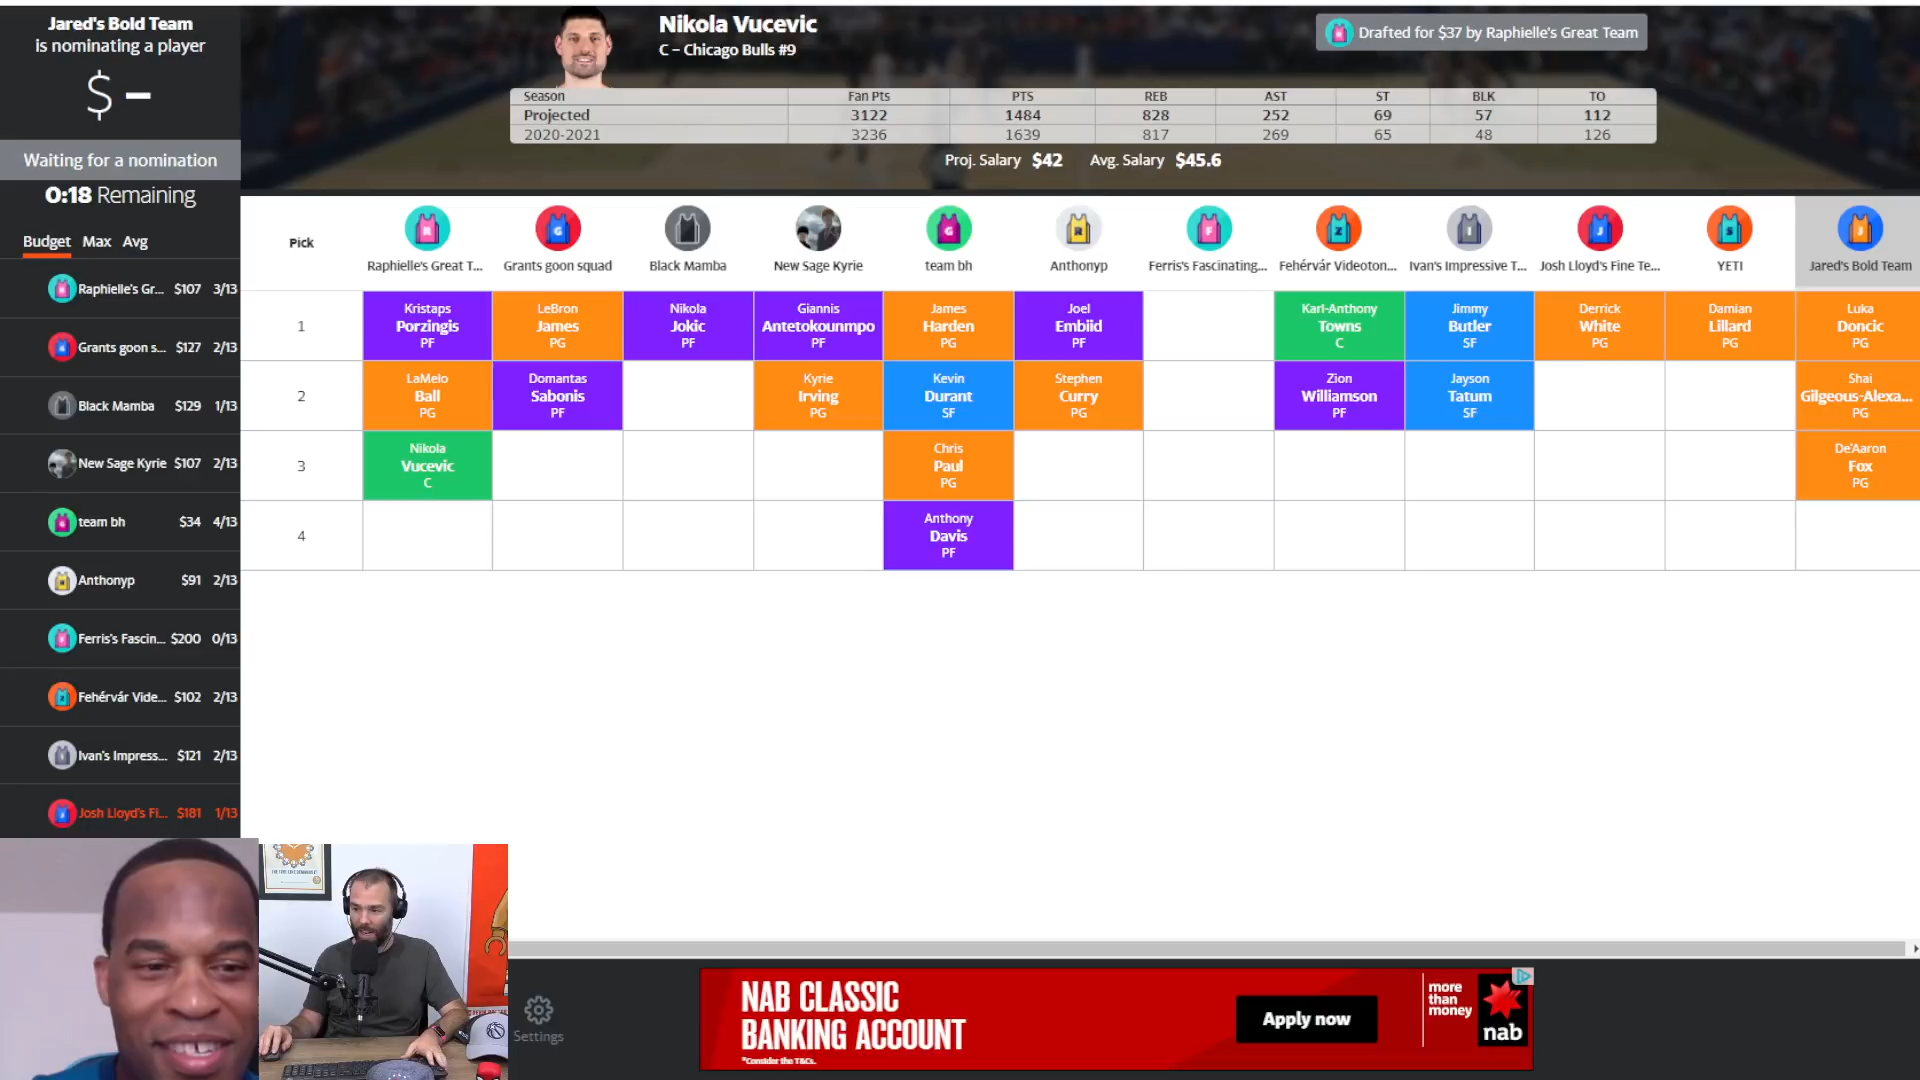 Jared's Bold Team
is nominating a player
$ –
Waiting for a nomination
0:18 Remaining
Budget Max Avg
Raphielle's Gr... $107 3/13
Grants goon s... $127 2/13
Black Mamba $129 1/13
New Sage Kyrie $107 2/13
team bh $34 4/13
Anthonyp $91 2/13
Ferris's Fascin... $200 0/13
Fehérvár Vide... $102 2/13
Ivan's Impress... $121 2/13
Josh Lloyd's Fi... $181 1/13
Nikola Vucevic
C – Chicago Bulls #9
Drafted for $37 by Raphielle's Great Team
Season Fan Pts PTS REB AST ST BLK TO
Projected 3122 1484 828 252 69 57 112
2020-2021 3236 1639 817 269 65 48 126
Proj. Salary $42 Avg. Salary $45.6
Pick Raphielle's Great T... Grants goon squad Black Mamba New Sage Kyrie team bh Anthonyp Ferris's Fascinating... Fehérvár Videoton... Ivan's Impressive T... Josh Lloyd's Fine Te... YETI Jared's Bold Team
Kristaps LeBron Nikola Giannis James Joel Karl-Anthony Jimmy Derrick Damian Luka
1 Porzingis James Jokic Antetokounmpo Harden Embiid Towns Butler White Lillard Doncic
PF PG PF PF PG PF C SF PG PG PG
LaMelo Domantas Kyrie Kevin Stephen Zion Jayson Shai
2 Ball Sabonis Irving Durant Curry Williamson Tatum Gilgeous-Alexa...
PG PF PG SF PG PF SF PG
Nikola Chris De'Aaron
3 Vucevic Paul Fox
C PG PG
Anthony
4 Davis
PF
Settings
NAB CLASSIC
BANKING ACCOUNT
*Consider the T&Cs.
Apply now
more
than
money
nab